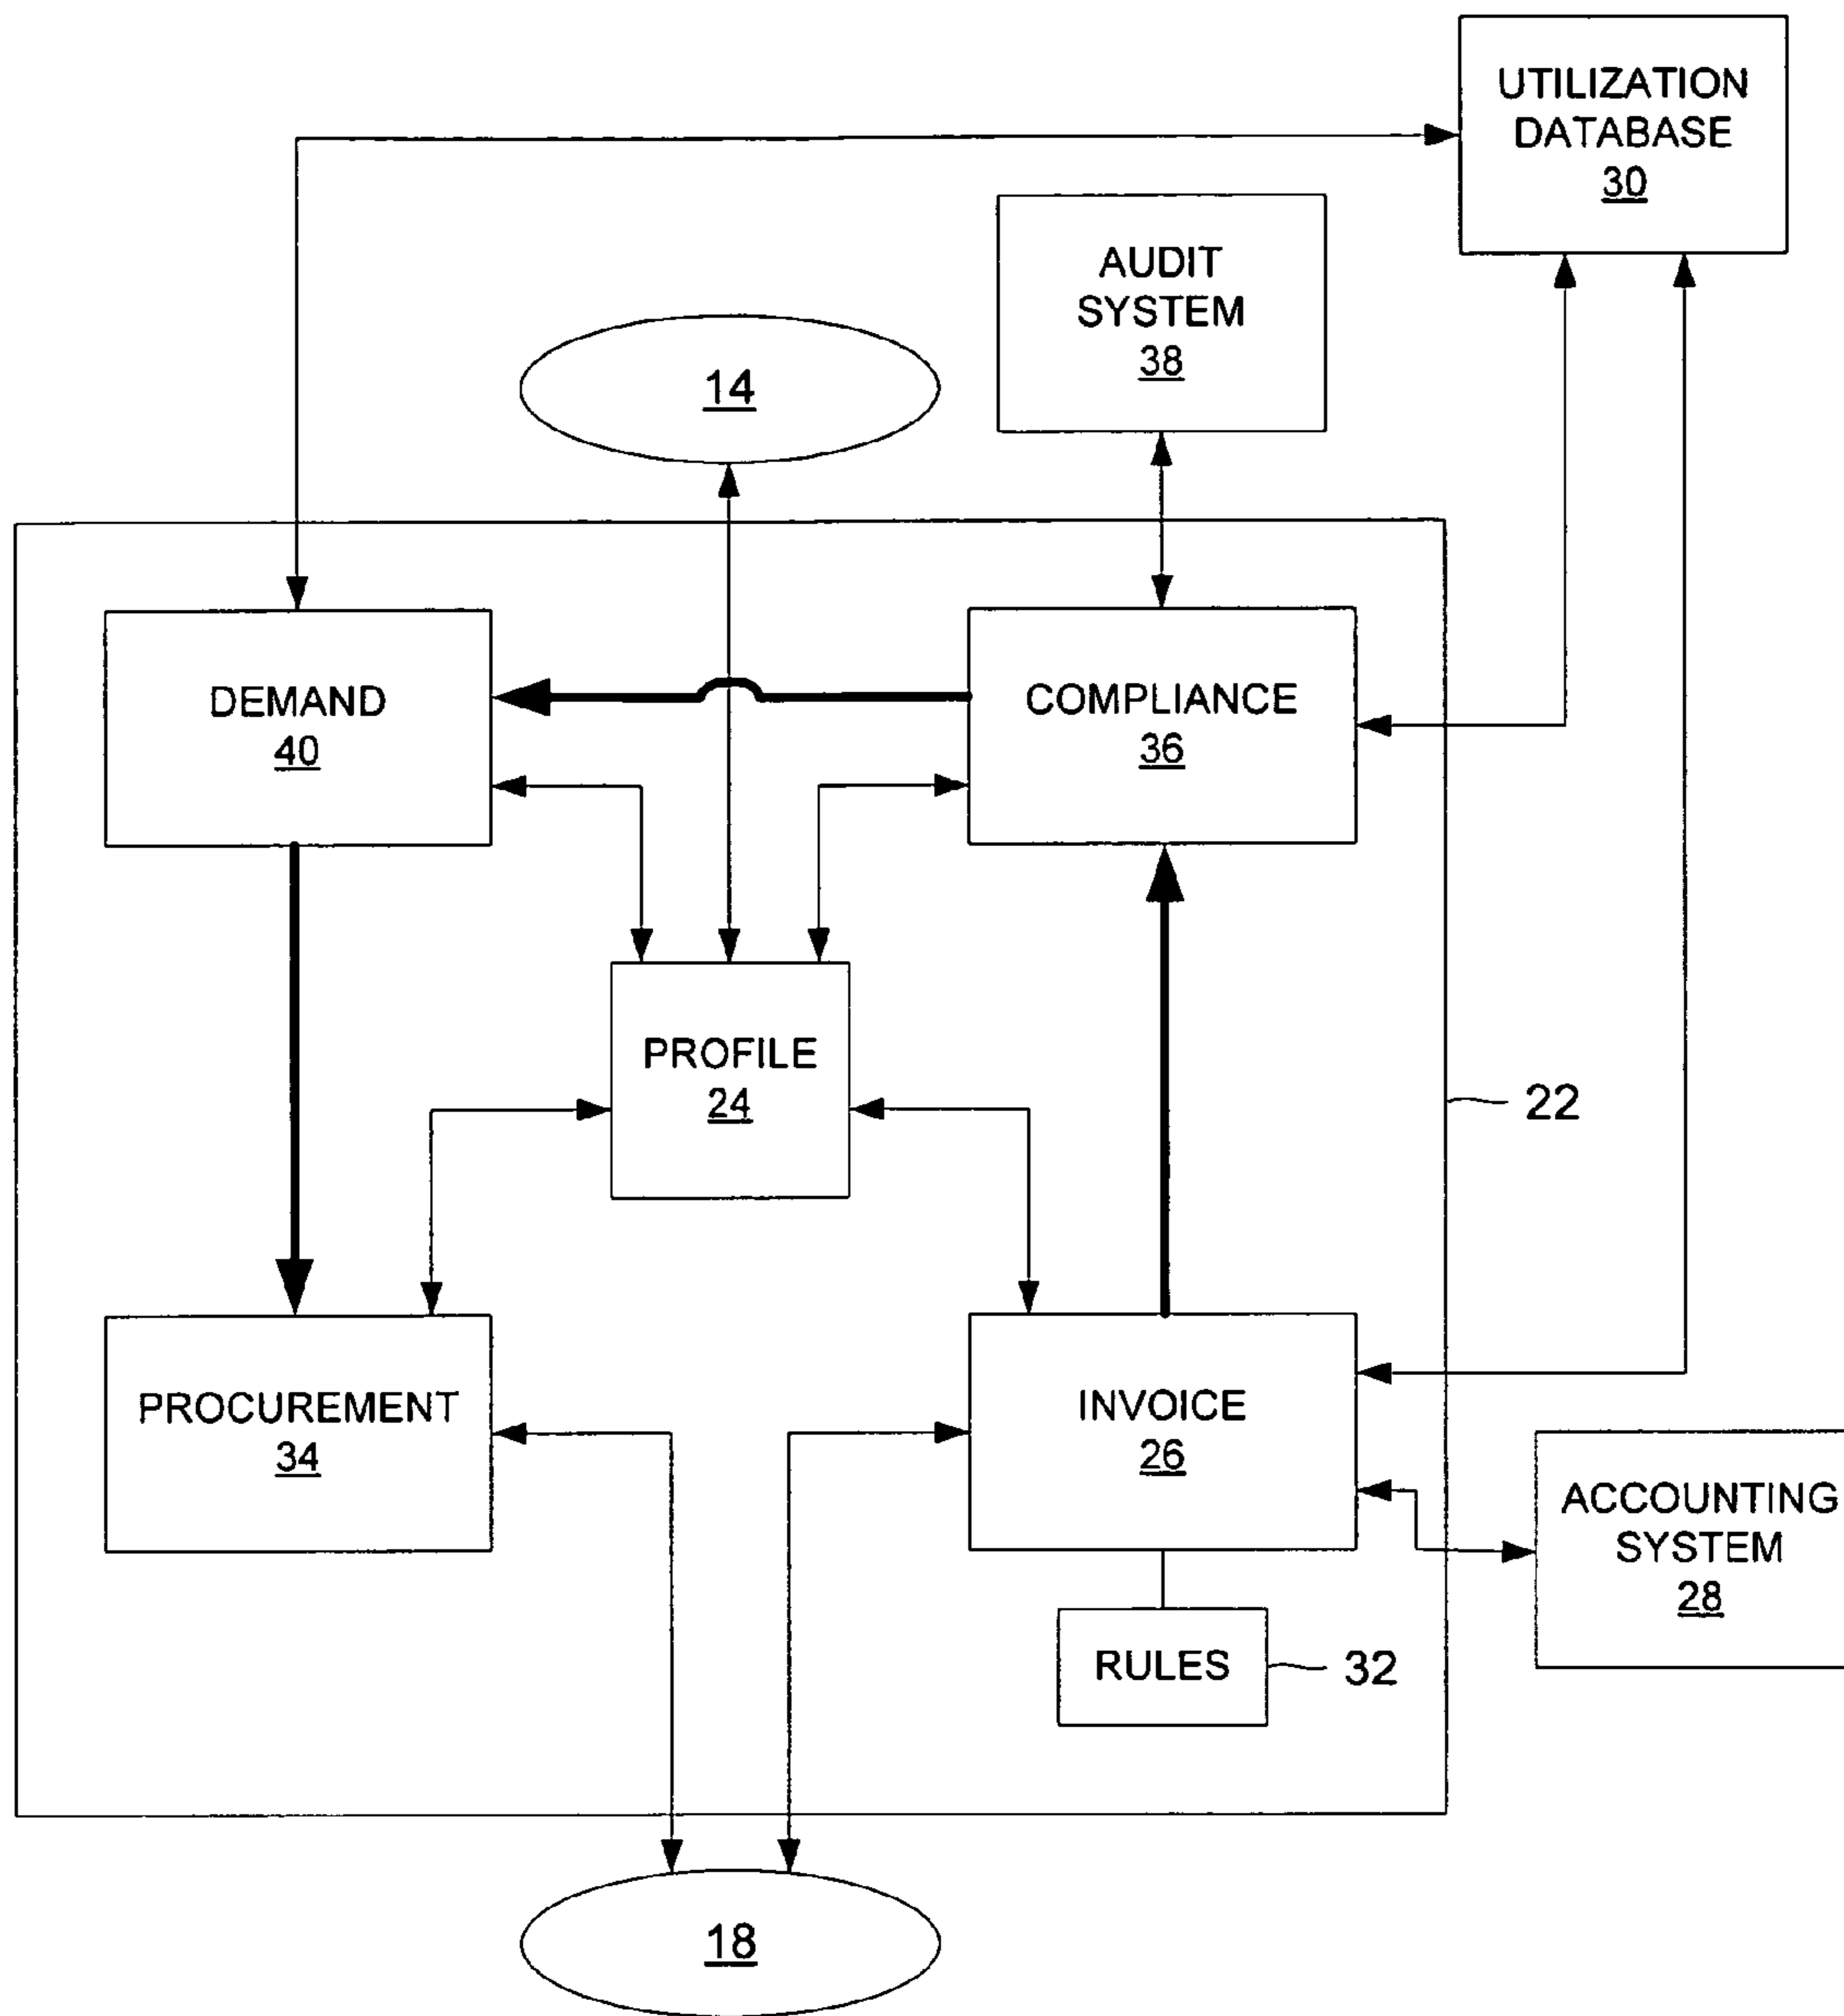 UTILIZATION
DATABASE
30
AUDIT
SYSTEM
38
14
DEMAND
40
COMPLIANCE
36
PROFILE
24
22
PROCUREMENT
34
INVOICE
26
ACCOUNTING
SYSTEM
28
RULES
32
18